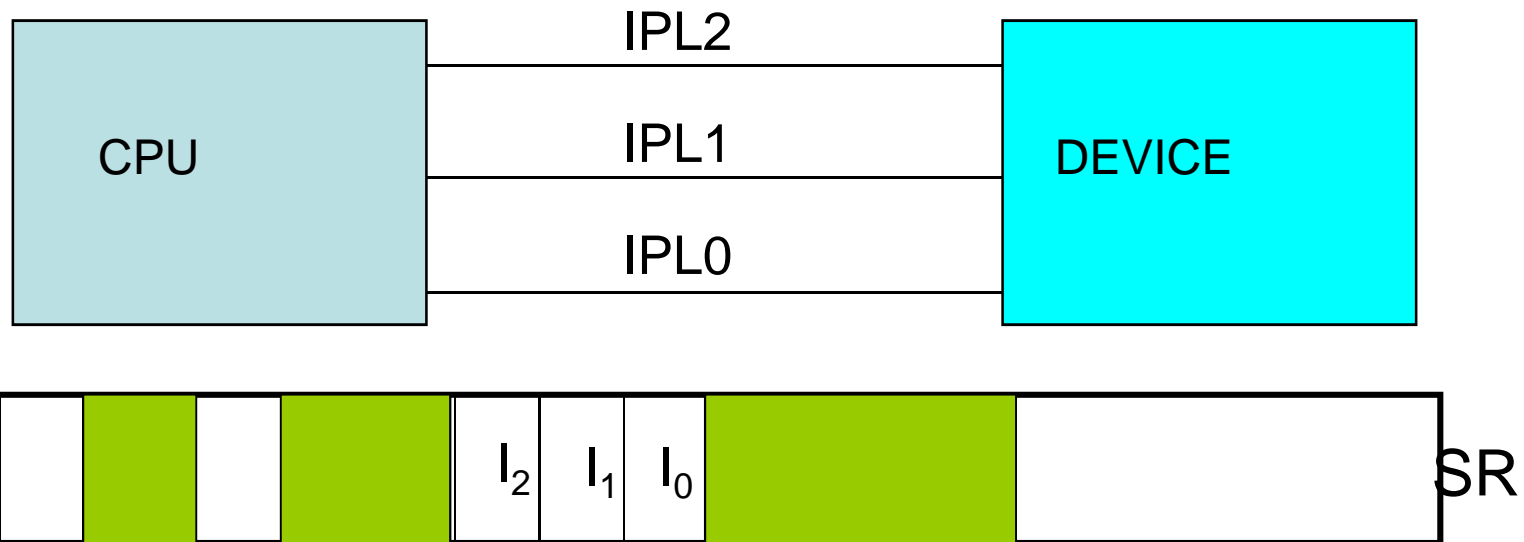 IPL2
CPU
IPL1
DEVICE
IPL0
I₂ I₁ I₀
SR